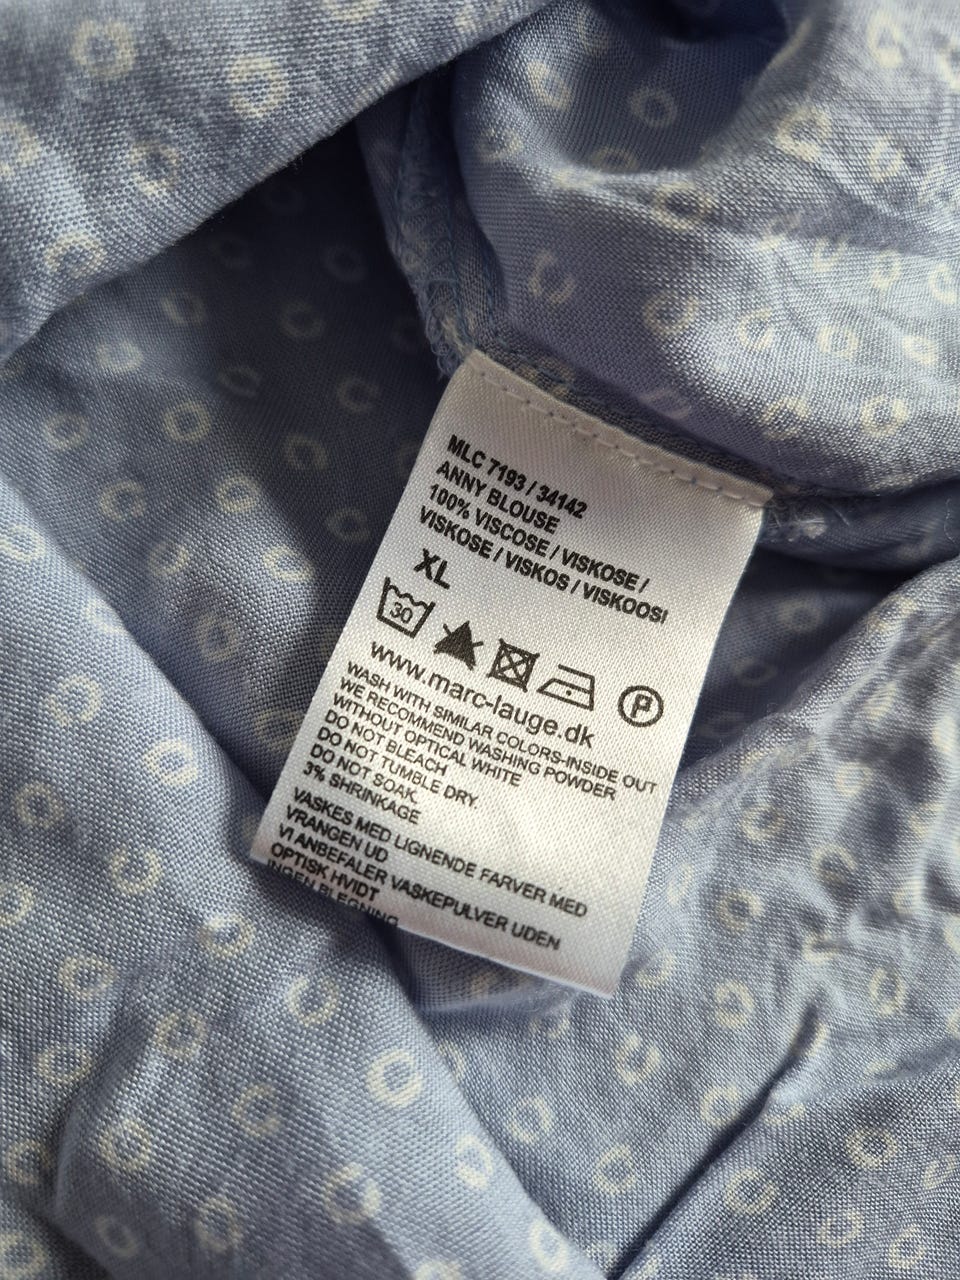 MLC 7193 / 34142
ANNY BLOUSE
100% VISCOSE / VISKOSE /
VISKOSE / VISKOS / VISKOOSI
XL
30
P
www.marc-lauge.dk
WASH WITH SIMILAR COLORS-INSIDE OUT
WE RECOMMEND WASHING POWDER
WITHOUT OPTICAL WHITE
DO NOT BLEACH
DO NOT TUMBLE DRY.
DO NOT SOAK.
3% SHRINKAGE
VASKES MED LIGNENDE FARVER MED
VRANGEN UD
VI ANBEFALER VASKEPULVER UDEN
OPTISK HVIDT
INGEN BLEGNING